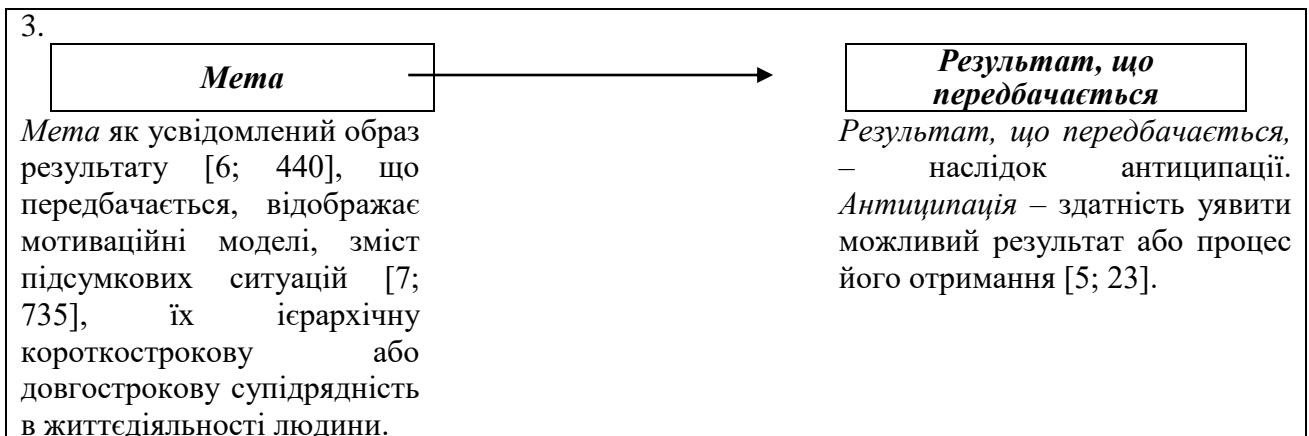 3.
Мета
Мета як усвідомлений образ
результату [6; 440], що
передбачається, відображає
мотиваційні моделі, зміст
підсумкових ситуацій [7;
735], їх ієрархічну
короткострокову або
довгострокову супідрядність
в життєдіяльності людини.
Результат, що
передбачається
Результат, що передбачається,
– наслідок антиципації.
Антиципація – здатність уявити
можливий результат або процес
його отримання [5; 23].